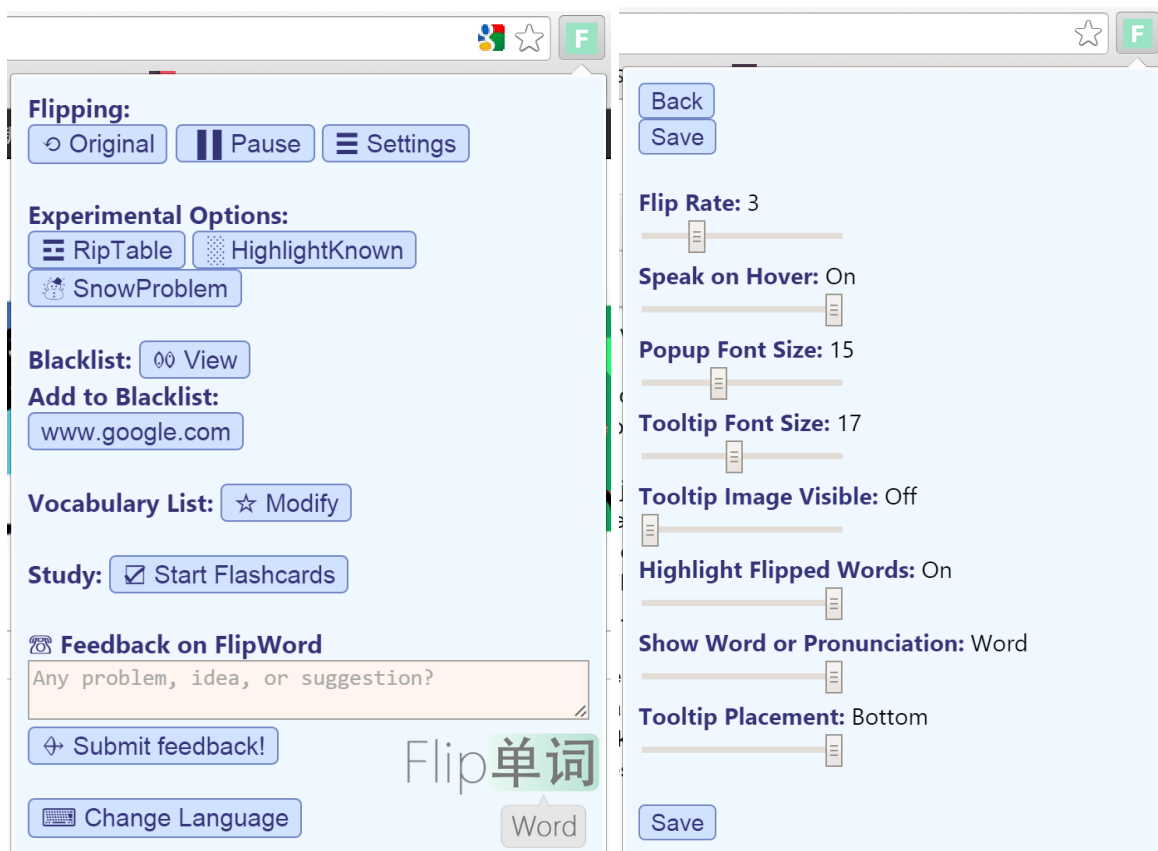 F
Flipping:
Original Pause Settings
Experimental Options:
RipTable HighlightKnown
SnowProblem
Blacklist: View
Add to Blacklist:
www.google.com
Vocabulary List: Modify
Study: Start Flashcards
Feedback on FlipWord
Any problem, idea, or suggestion?
Submit feedback!
Flip单词
Word
Change Language
F
Back
Save
Flip Rate: 3
Speak on Hover: On
Popup Font Size: 15
Tooltip Font Size: 17
Tooltip Image Visible: Off
Highlight Flipped Words: On
Show Word or Pronunciation: Word
Tooltip Placement: Bottom
Save